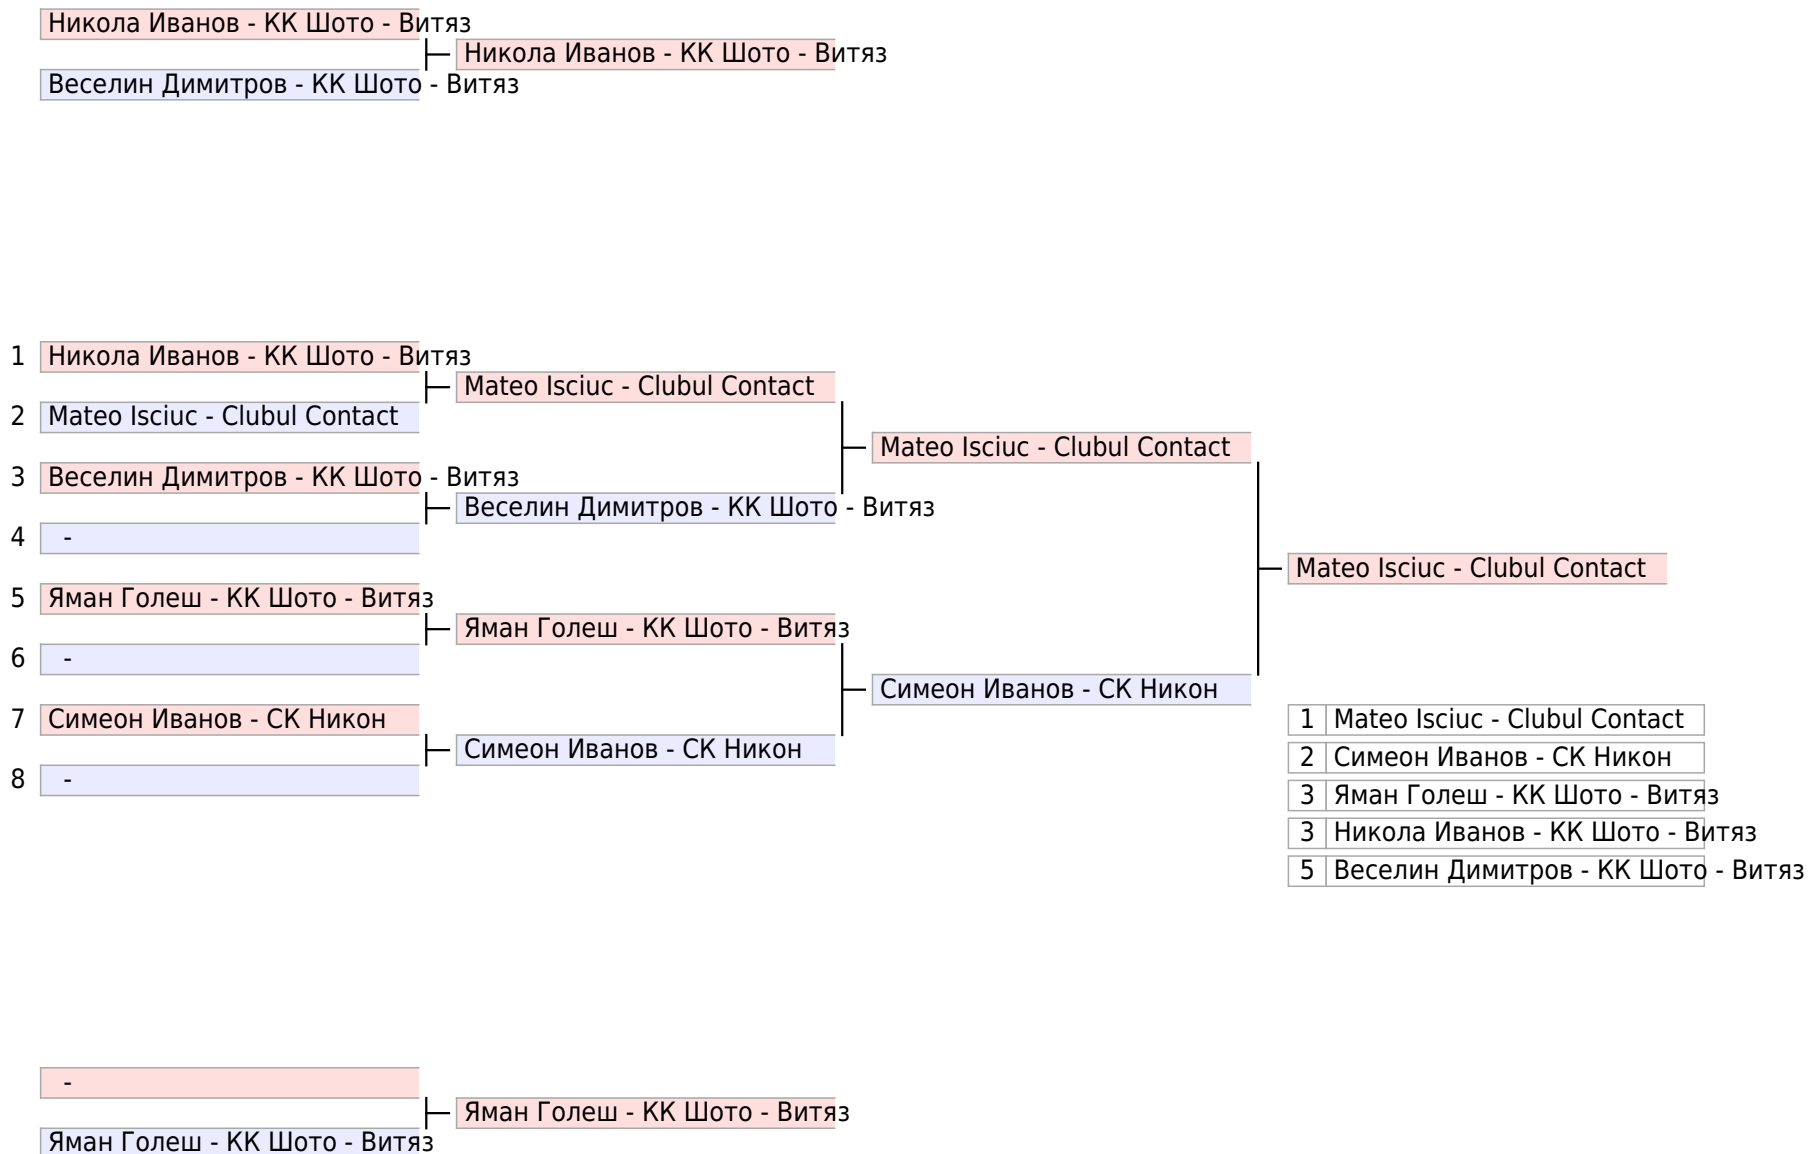 Никола Иванов - КК Шото - Витяз
Никола Иванов - КК Шото - Витяз
Веселин Димитров - КК Шото - Витяз
1 Никола Иванов - КК Шото - Витяз
Mateo Isciuc - Clubul Contact
2 Mateo Isciuc - Clubul Contact
Mateo Isciuc - Clubul Contact
3 Веселин Димитров - КК Шото - Витяз
Веселин Димитров - КК Шото - Витяз
4 -
Mateo Isciuc - Clubul Contact
5 Яман Голеш - КК Шото - Витяз
Яман Голеш - КК Шото - Витяз
6 -
Симеон Иванов - СК Никон
7 Симеон Иванов - СК Никон
Симеон Иванов - СК Никон
8 -
1 Mateo Isciuc - Clubul Contact
2 Симеон Иванов - СК Никон
3 Яман Голеш - КК Шото - Витяз
3 Никола Иванов - КК Шото - Витяз
5 Веселин Димитров - КК Шото - Витяз
-
Яман Голеш - КК Шото - Витяз
Яман Голеш - КК Шото - Витяз